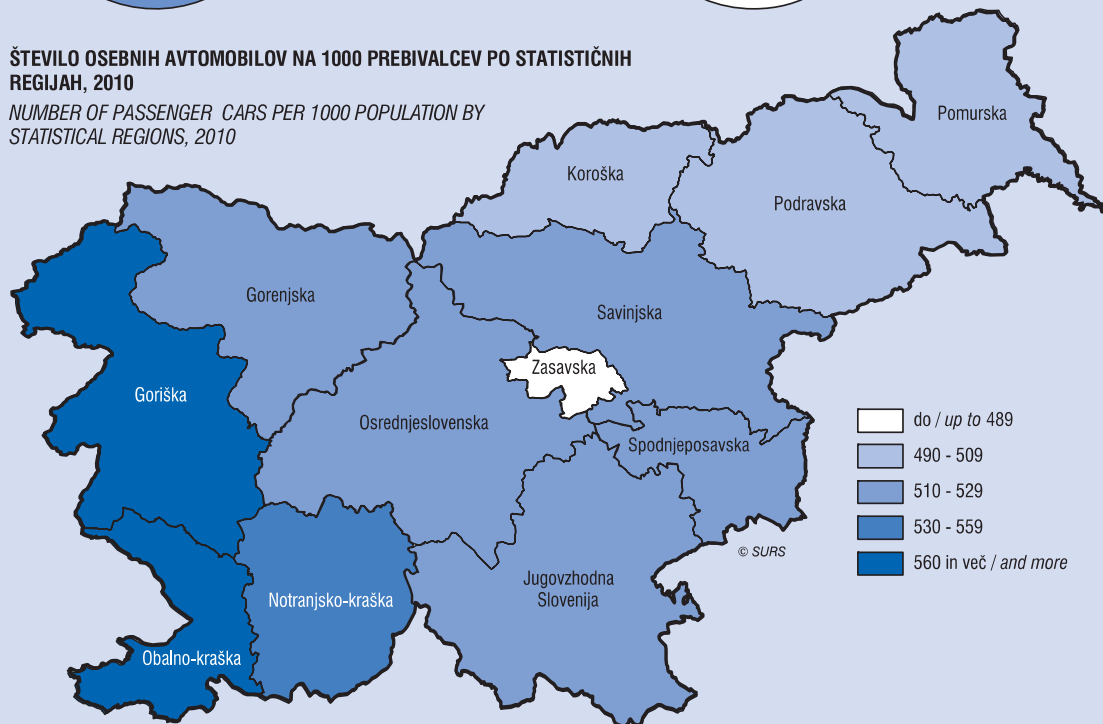 ŠTEVILO OSEBNIH AVTOMOBILOV NA 1000 PREBIVALCEV PO STATISTIČNIH
REGIJAH, 2010
NUMBER OF PASSENGER CARS PER 1000 POPULATION BY
STATISTICAL REGIONS, 2010
Pomurska
Koroška
Podravska
Gorenjska
Savinjska
Zasavska
Goriška
Osrednjeslovenska
Spodnjeposavska
Notranjsko-kraška
Jugovzhodna
Slovenija
Obalno-kraška
do / up to 489
490 - 509
510 - 529
530 - 559
560 in več / and more
© SURS